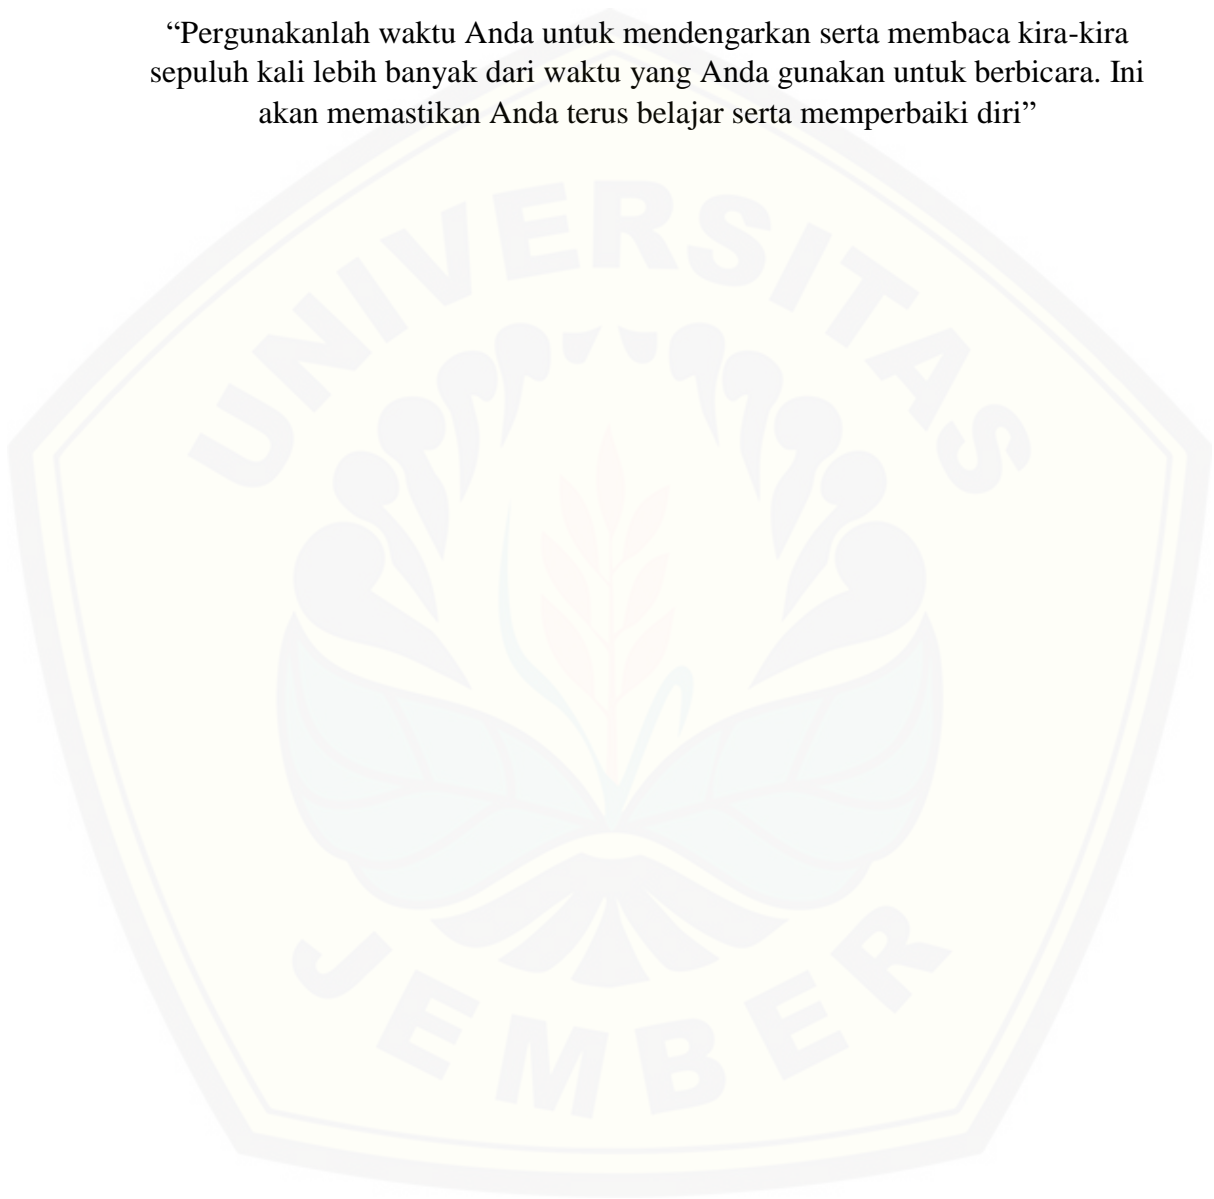 “Pergunakanlah waktu Anda untuk mendengarkan serta membaca kira-kira
sepuluh kali lebih banyak dari waktu yang Anda gunakan untuk berbicara. Ini
akan memastikan Anda terus belajar serta memperbaiki diri”
UNIVERSITAS
JEMBER